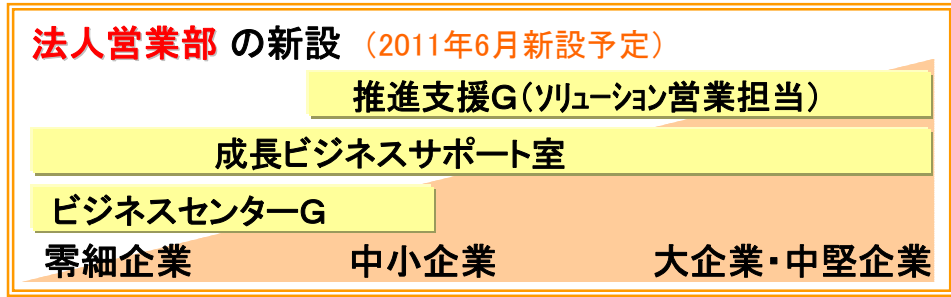 法人営業部 の新設 （2011年6月新設予定）
推進支援G（ｿﾘｭｰｼｮﾝ営業担当）
成長ビジネスサポート室
ビジネスセンターG
零細企業 中小企業 大企業・中堅企業